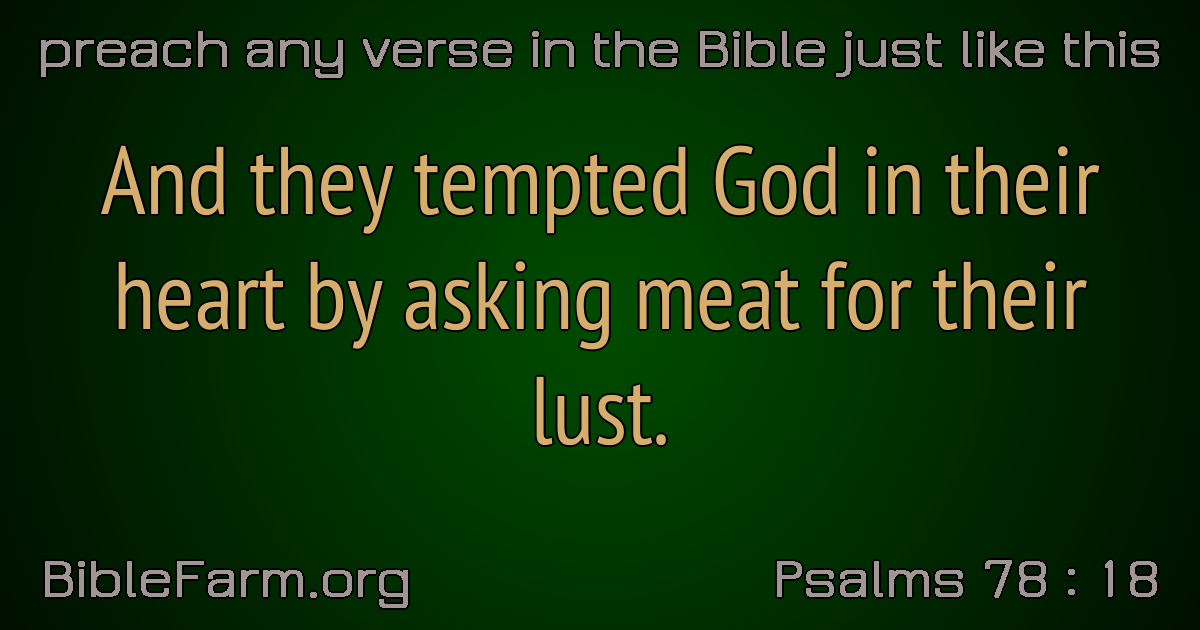 preach any verse in the Bible just like this
And they tempted God in their
heart by asking meat for their
lust.
BibleFarm.org
Psalms 78 : 18